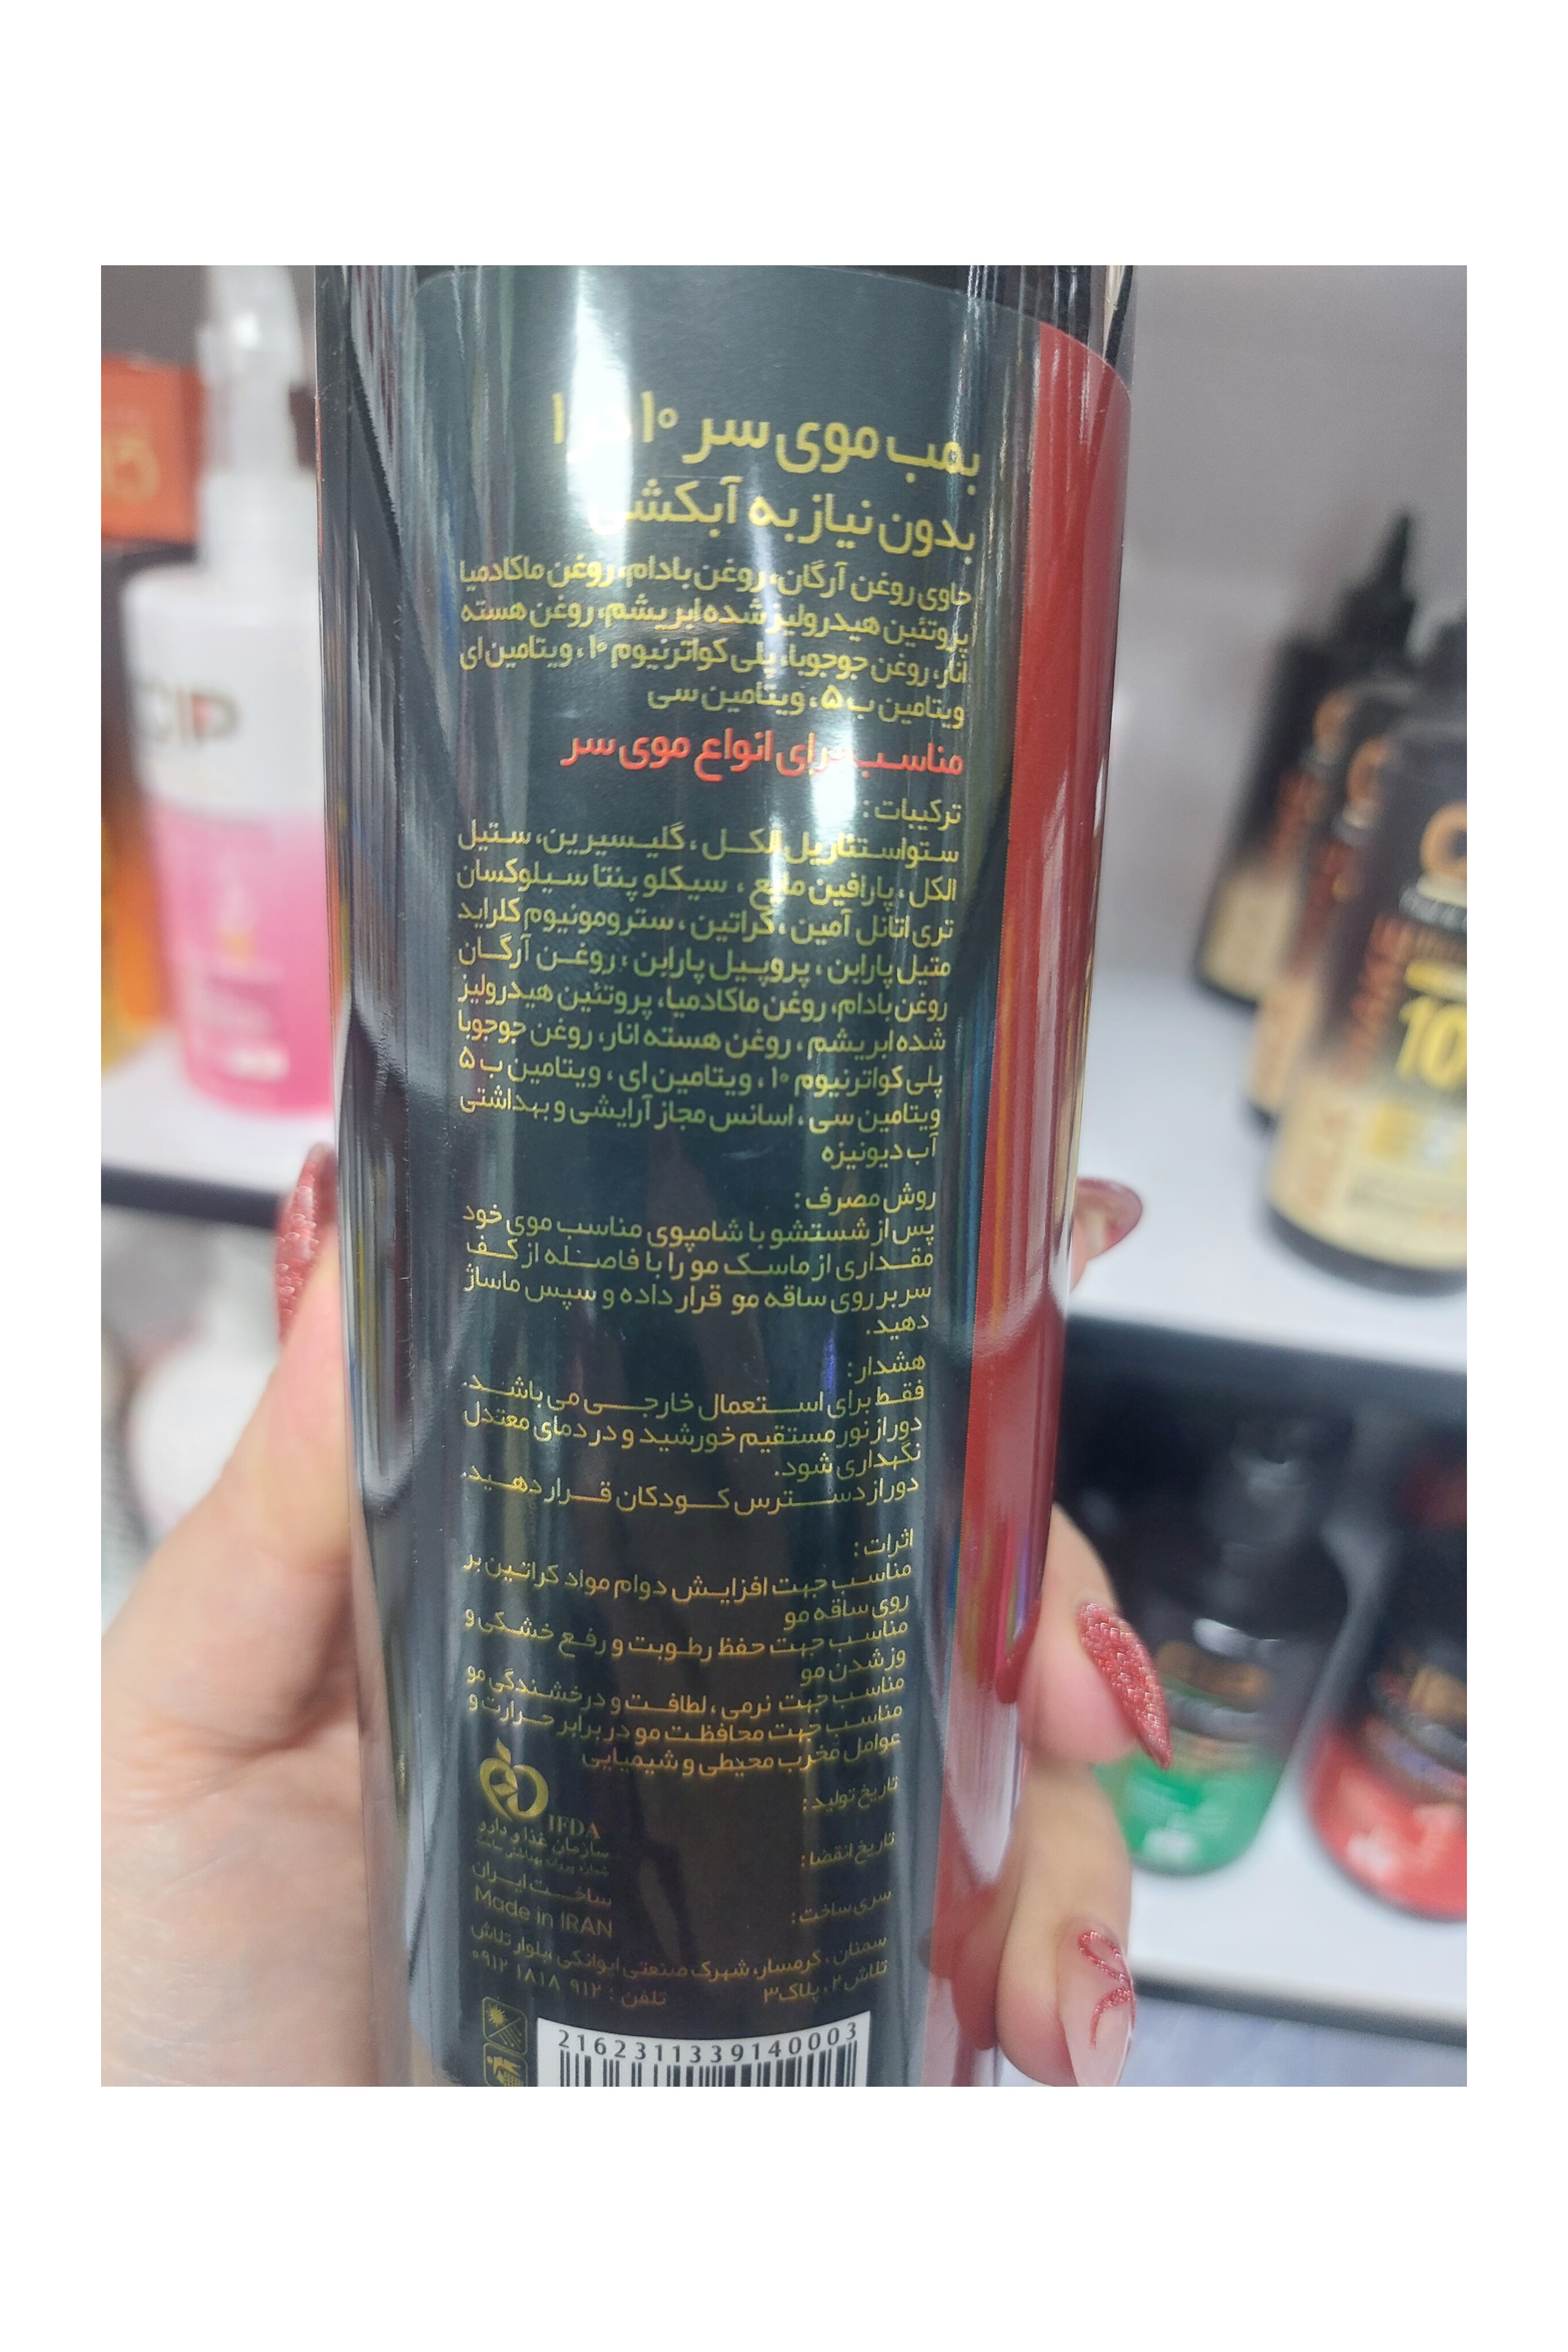 بمب موی سر ۱۰ در ۱
بدون نیاز به آبکشی
حاوی روغن آرگان، روغن بادام، روغن ماکادمیا
پروتئین هیدرولیز شده ابریشم، روغن هسته
انار، روغن جوجوبا، پلی کواترنیوم ۱۰، ویتامین ای
ویتامین ب ۵، ویتامین سی
مناسب برای انواع موی سر
ترکیبات :
ستواستئاریل الکل ، گلیسیرین، ستیل
الکل ، پارافین مایع ، سیکلو پنتا سیلوکسان
تری اتانل آمین ، کراتین ، سترومونیوم کلراید
متیل پارابن ، پروپیل پارابن ، روغن آرگان
روغن بادام، روغن ماکادمیا، پروتئین هیدرولیز
شده ابریشم ، روغن هسته انار، روغن جوجوبا
پلی کواترنیوم ۱۰ ، ویتامین ای ، ویتامین ب ۵
ویتامین سی ، اسانس مجاز آرایشی و بهداشتی
آب دیونیزه
روش مصرف :
پس از شستشو با شامپوی مناسب موی خود
مقداری از ماسک مو را با فاصله از کف
سر بر روی ساقه مو قرار داده و سپس ماساژ
دهید.
هشدار :
فقط برای استعمال خارجی می باشد.
دور از نور مستقیم خورشید و در دمای معتدل
نگهداری شود.
دور از دسترس کودکان قرار دهید.
اثرات :
مناسب جهت افزایش دوام مواد کراتین بر
روی ساقه مو
مناسب جهت حفظ رطوبت و رفع خشکی و
وز شدن مو
مناسب جهت نرمی ، لطافت و درخشندگی مو
مناسب جهت محافظت مو در برابر حرارت و
عوامل مخرب محیطی و شیمیایی
تاریخ تولید :
تاریخ انقضا :
سری ساخت :
IFDA
سازمان غذا و دارو
شماره پروانه بهداشتی ساخت
ساخت ایران
Made in IRAN
سمنان ، گرمسار، شهرک صنعتی ایوانکی ،بلوار تلاش
تلاش ۲ ، پلاک ۳ تلفن : ۹۱۲ ۱۸۱۸ ۰۹۱۲
2162311339140003
10